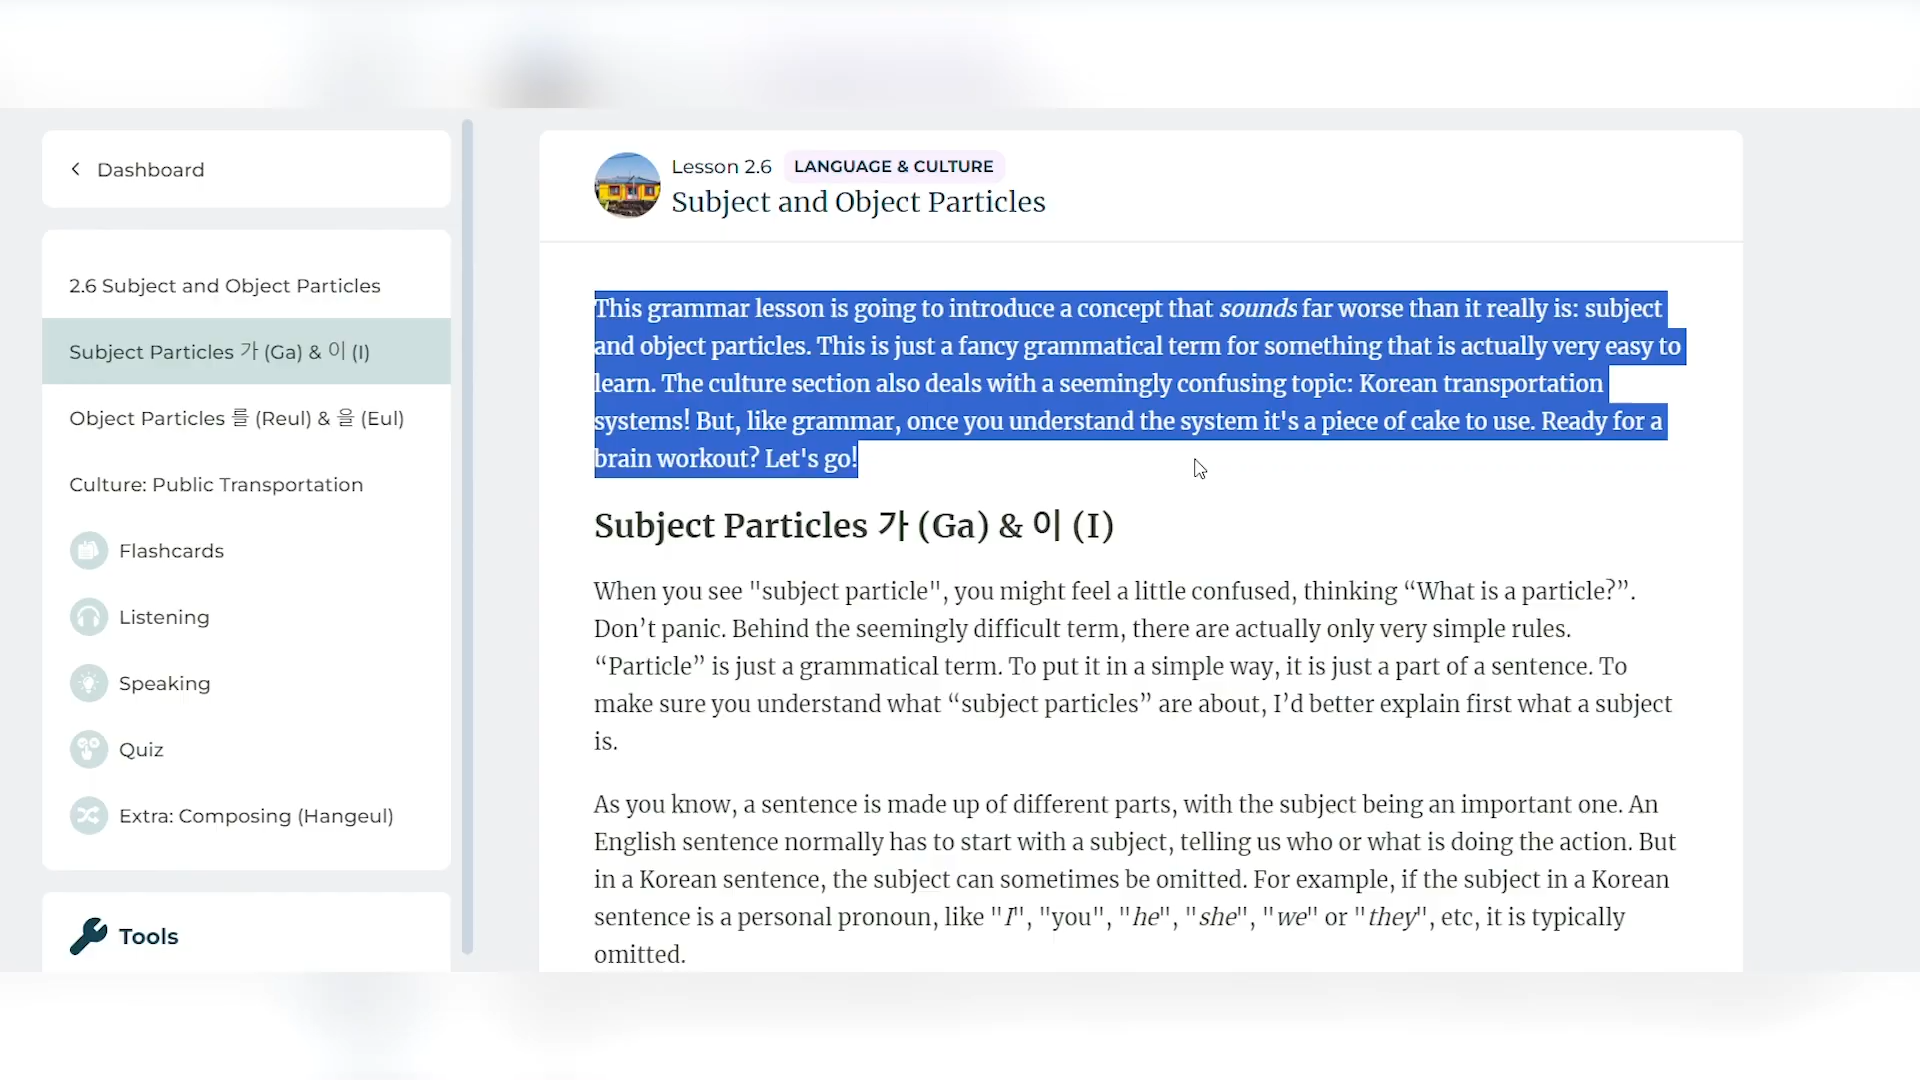 Dashboard
2.6 Subject and Object Particles
Subject Particles 가 (Ga) & 이 (I)
Object Particles 를 (Reul) & 을 (Eul)
Culture: Public Transportation
Flashcards
Listening
Speaking
Quiz
Extra: Composing (Hangeul)
Tools
Lesson 2.6 LANGUAGE & CULTURE
Subject and Object Particles
This grammar lesson is going to introduce a concept that sounds far worse than it really is: subject
and object particles. This is just a fancy grammatical term for something that is actually very easy to
learn. The culture section also deals with a seemingly confusing topic: Korean transportation
systems! But, like grammar, once you understand the system it's a piece of cake to use. Ready for a
brain workout? Let's go!
Subject Particles 가 (Ga) & 이 (I)
When you see "subject particle", you might feel a little confused, thinking “What is a particle?”.
Don’t panic. Behind the seemingly difficult term, there are actually only very simple rules.
“Particle” is just a grammatical term. To put it in a simple way, it is just a part of a sentence. To
make sure you understand what “subject particles” are about, I’d better explain first what a subject
is.
As you know, a sentence is made up of different parts, with the subject being an important one. An
English sentence normally has to start with a subject, telling us who or what is doing the action. But
in a Korean sentence, the subject can sometimes be omitted. For example, if the subject in a Korean
sentence is a personal pronoun, like "I", "you", "he", "she", "we" or "they", etc, it is typically
omitted.